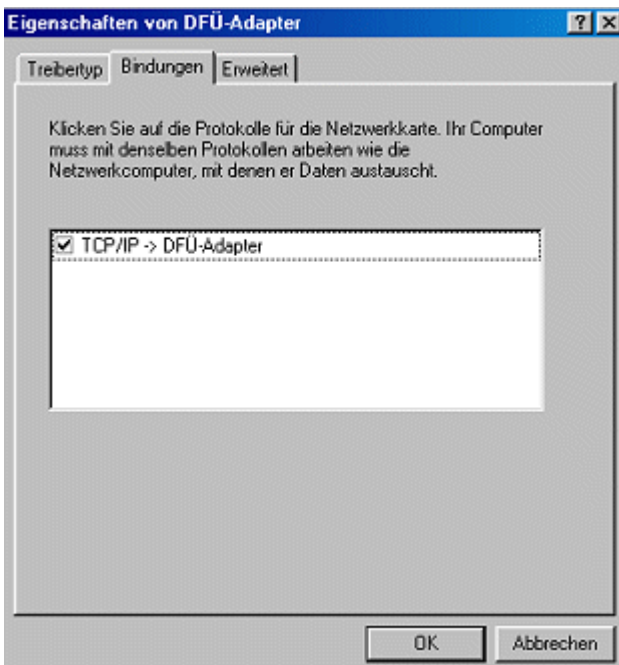 Eigenschaften von DFÜ-Adapter
Treibertyp Bindungen Erweitert
Klicken Sie auf die Protokolle für die Netzwerkkarte. Ihr Computer
muss mit denselben Protokollen arbeiten wie die
Netzwerkcomputer, mit denen er Daten austauscht.
TCP/IP -> DFÜ-Adapter
OK Abbrechen